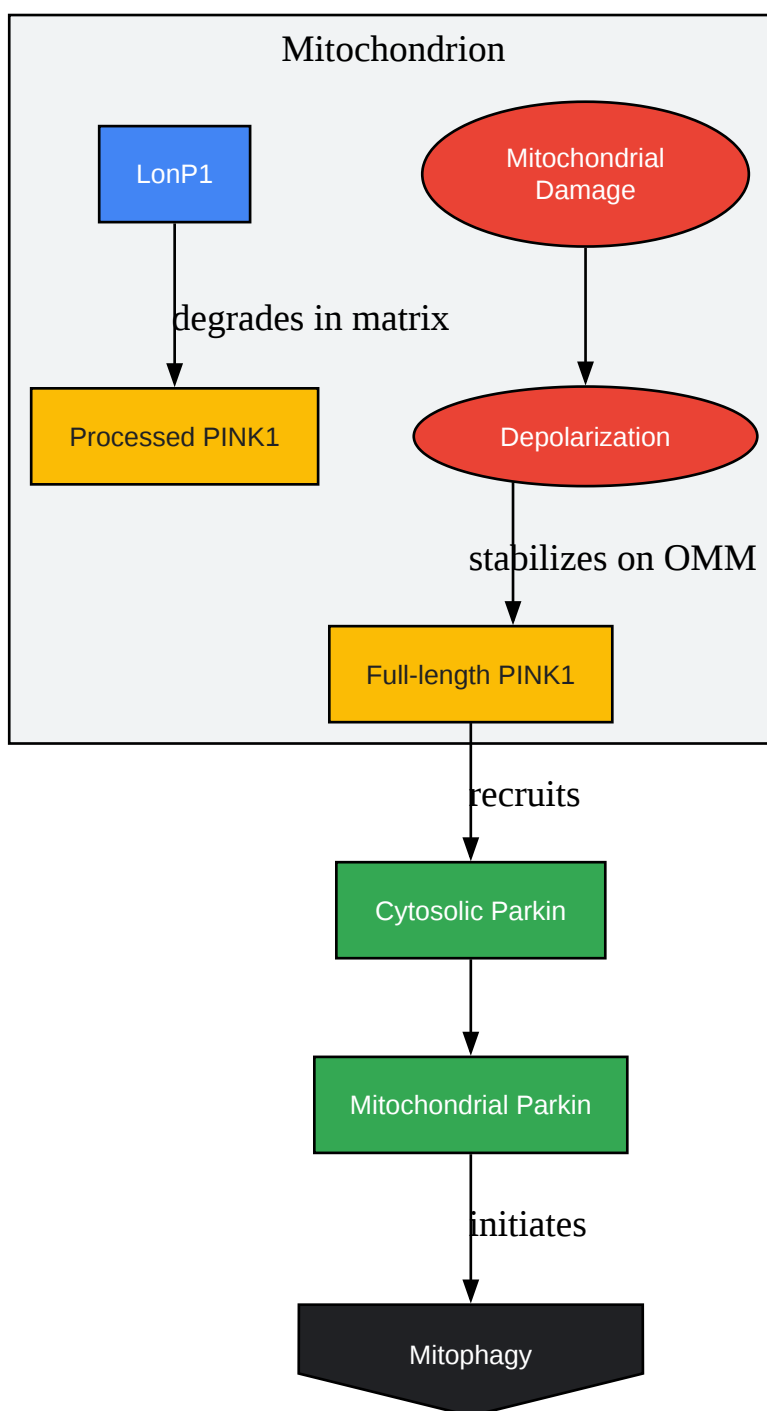 Mitochondrion
LonP1
Mitochondrial
Damage
degrades in matrix
Processed PINK1
Depolarization
stabilizes on OMM
Full-length PINK1
recruits
Cytosolic Parkin
Mitochondrial Parkin
initiates
Mitophagy